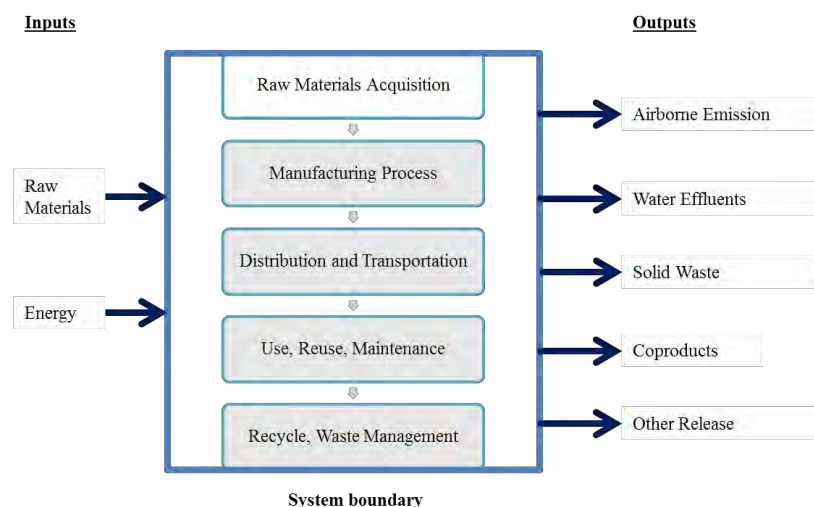 Inputs
Outputs
Raw Materials Acquisition
Airborne Emission
Manufacturing Process
Raw
Materials
Water Effluents
Distribution and Transportation
Solid Waste
Energy
Use, Reuse, Maintenance
Coproducts
Recycle, Waste Management
Other Release
System boundary